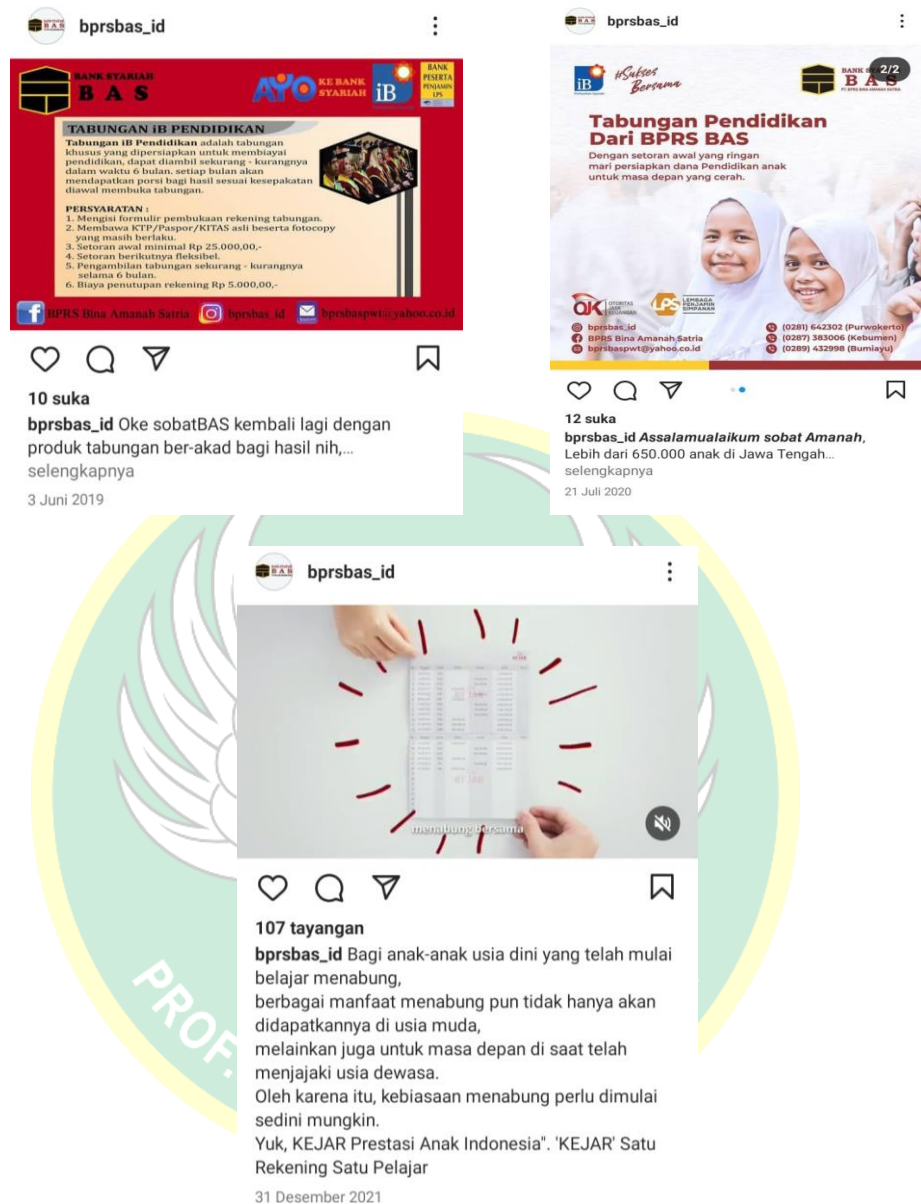 bprsbas_id
BANK SYARIAH
BAS
AYO KE BANK SYARIAH
iB
BANK PESERTA PENJAMIN LPS
TABUNGAN iB PENDIDIKAN
Tabungan iB Pendidikan adalah tabungan
khusus yang dipersiapkan untuk membiayai
pendidikan, dapat diambil sekurang - kurangnya
dalam waktu 6 bulan. setiap bulan akan
mendapatkan porsi bagi hasil sesuai kesepakatan
diawal membuka tabungan.
PERSYARATAN :
1. Mengisi formulir pembukaan rekening tabungan.
2. Membawa KTP/Paspor/KITAS asli beserta fotocopy
yang masih berlaku.
3. Setoran awal minimal Rp 25.000,00,-
4. Setoran berikutnya fleksibel.
5. Pengambilan tabungan sekurang - kurangnya
selama 6 bulan.
6. Biaya penutupan rekening Rp 5.000,00,-
BPRS Bina Amanah Satria bprsbas_id bprsbaspwt@yahoo.co.id
10 suka
bprsbas_id Oke sobatBAS kembali lagi dengan
produk tabungan ber-akad bagi hasil nih,...
selengkapnya
3 Juni 2019
bprsbas_id
2/2
iB
#Sukses
Bersama
BANK
BAS
PT. BPRS BINA AMANAH SATRIA
Tabungan Pendidikan
Dari BPRS BAS
Dengan setoran awal yang ringan
mari persiapkan dana Pendidikan anak
untuk masa depan yang cerah.
OJK OTORITAS JASA KEUANGAN
LPS LEMBAGA PENJAMIN SIMPANAN
bprsbas_id
BPRS Bina Amanah Satria
bprsbaspwt@yahoo.co.id
(0281) 642302 (Purwokerto)
(0287) 383006 (Kebumen)
(0289) 432998 (Bumiayu)
12 suka
bprsbas_id Assalamualaikum sobat Amanah,
Lebih dari 650.000 anak di Jawa Tengah...
selengkapnya
21 Juli 2020
bprsbas_id
menabung bersama
107 tayangan
bprsbas_id Bagi anak-anak usia dini yang telah mulai
belajar menabung,
berbagai manfaat menabung pun tidak hanya akan
didapatkannya di usia muda,
melainkan juga untuk masa depan di saat telah
menjajaki usia dewasa.
Oleh karena itu, kebiasaan menabung perlu dimulai
sedini mungkin.
Yuk, KEJAR Prestasi Anak Indonesia". 'KEJAR' Satu
Rekening Satu Pelajar
31 Desember 2021
PROF.